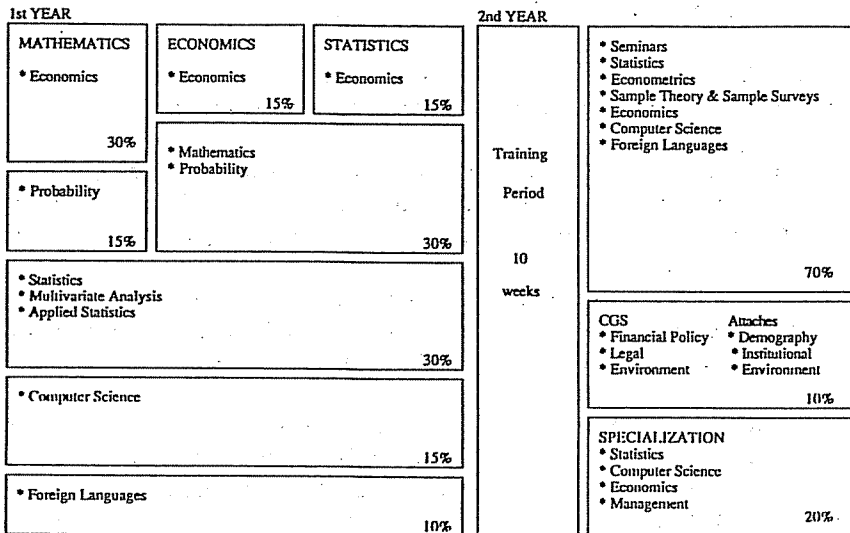 1st YEAR
MATHEMATICS
* Economics
30%
ECONOMICS
* Economics
15%
STATISTICS
* Economics
15%
* Probability
15%
* Mathematics
* Probability
30%
* Statistics
* Multivariate Analysis
* Applied Statistics
30%
* Computer Science
15%
* Foreign Languages
10%
2nd YEAR
Training
Period
10
weeks
* Seminars
* Statistics
* Econometrics
* Sample Theory & Sample Surveys
* Economics
* Computer Science
* Foreign Languages
70%
CGS
* Financial Policy
* Legal
* Environment
Attaches
* Demography
* Institutional
* Environment
10%
SPECIALIZATION
* Statistics
* Computer Science
* Economics
* Management
20%